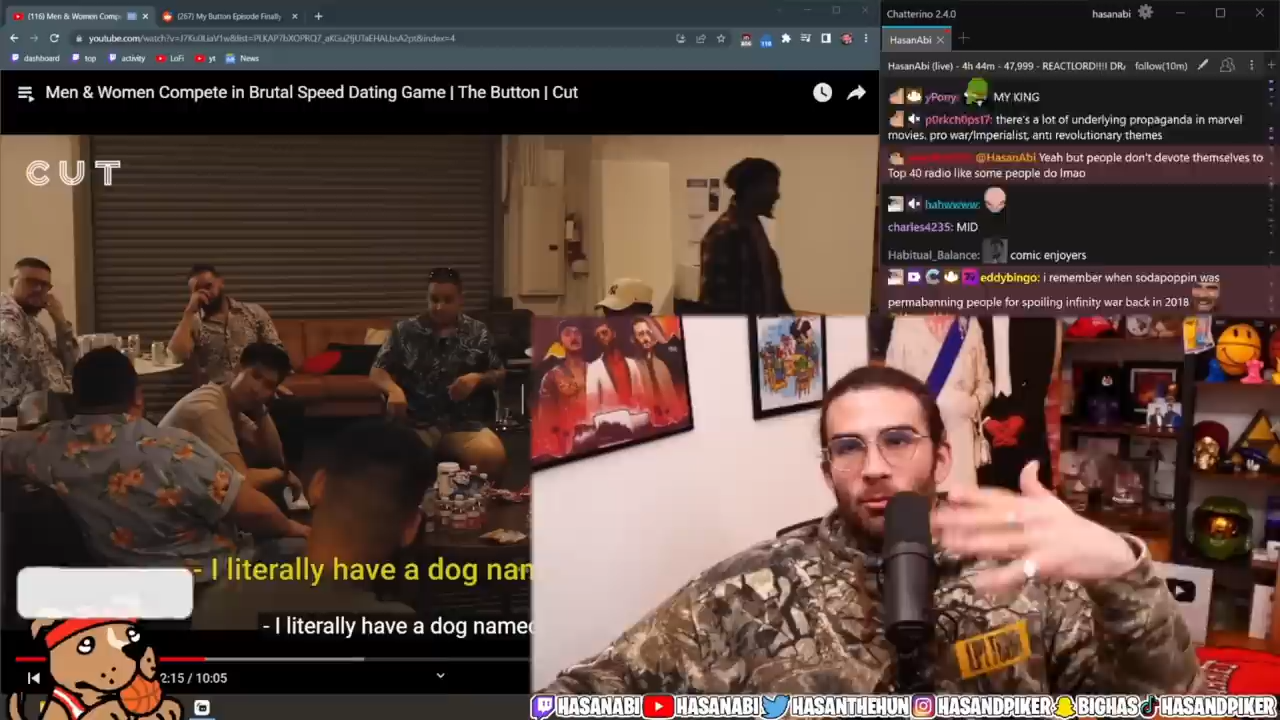 (116) Men & Women Comp
(267) My Button Episode Finally
Chatterino 2.4.0
hasanabi
youtube.com/watch?v=J7Ku0LiaV1w&list=PLKAP7bXOPRQ7_aKGu2fjUTaEHALbsA2pt&index=4
HasanAbi
dashboard
top
activity
LoFi
yt
News
HasanAbi (live) - 4h 44m - 47,999 - REACTLORD!!!! DR
follow(10m)
Men & Women Compete in Brutal Speed Dating Game | The Button | Cut
yPony:
MY KING
p0rkch0ps17: there's a lot of underlying propaganda in marvel
movies. pro war/Imperialist, anti revolutionary themes
@HasanAbi Yeah but people don't devote themselves to
Top 40 radio like some people do lmao
hahwwww:
charles4235: MID
Habitual_Balance: comic enjoyers
eddybingo: i remember when sodapoppin was
permabanning people for spoiling infinity war back in 2018
CUT
- I literally have a dog nam
- I literally have a dog named
2:15 / 10:05
HASANABI
HASANABI
HASANTHEHUN
HASANDPIKER
BIGHAS
HASANDPIKER